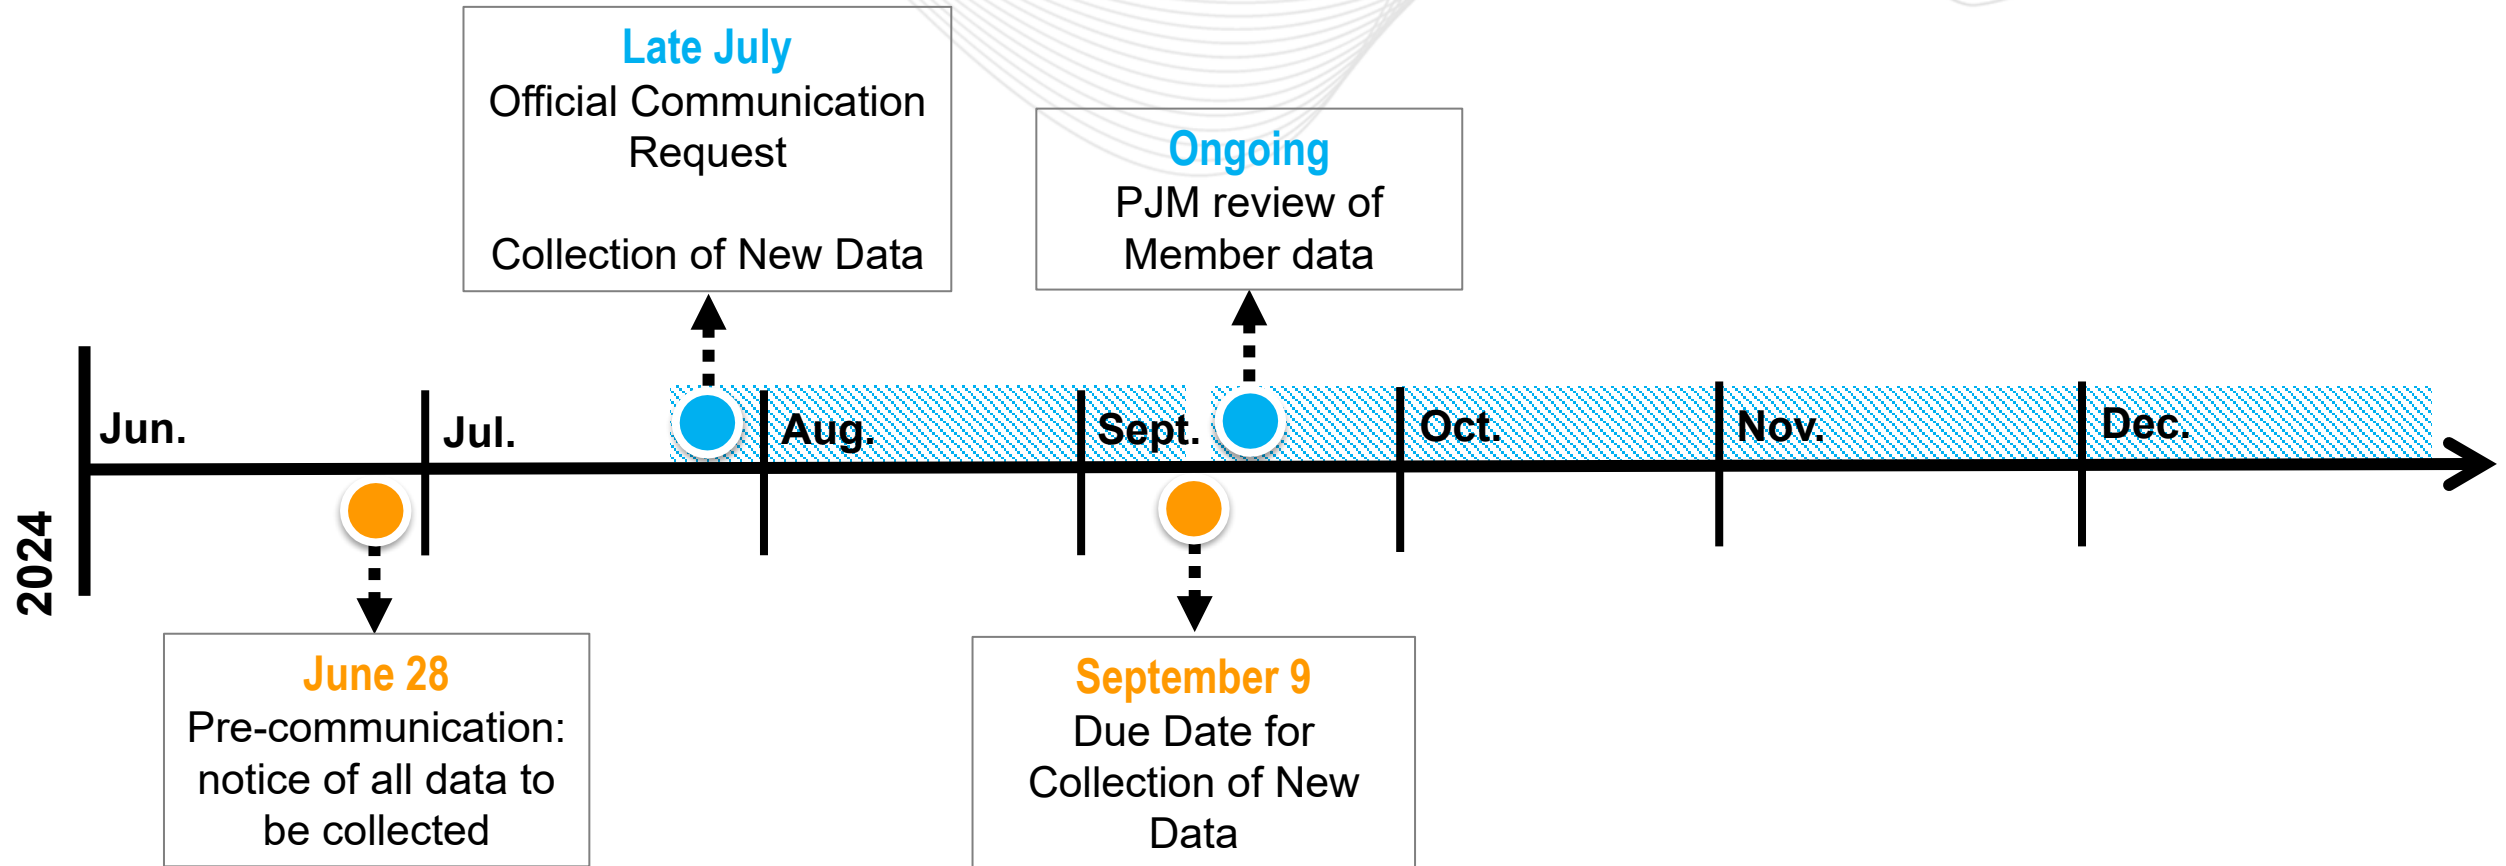 Late July
Official Communication
Request
Collection of New Data
Ongoing
PJM review of
Member data
Jun.
Jul.
Aug.
Sept.
Oct.
Nov.
Dec.
2024
June 28
Pre-communication:
notice of all data to
be collected
September 9
Due Date for
Collection of New
Data